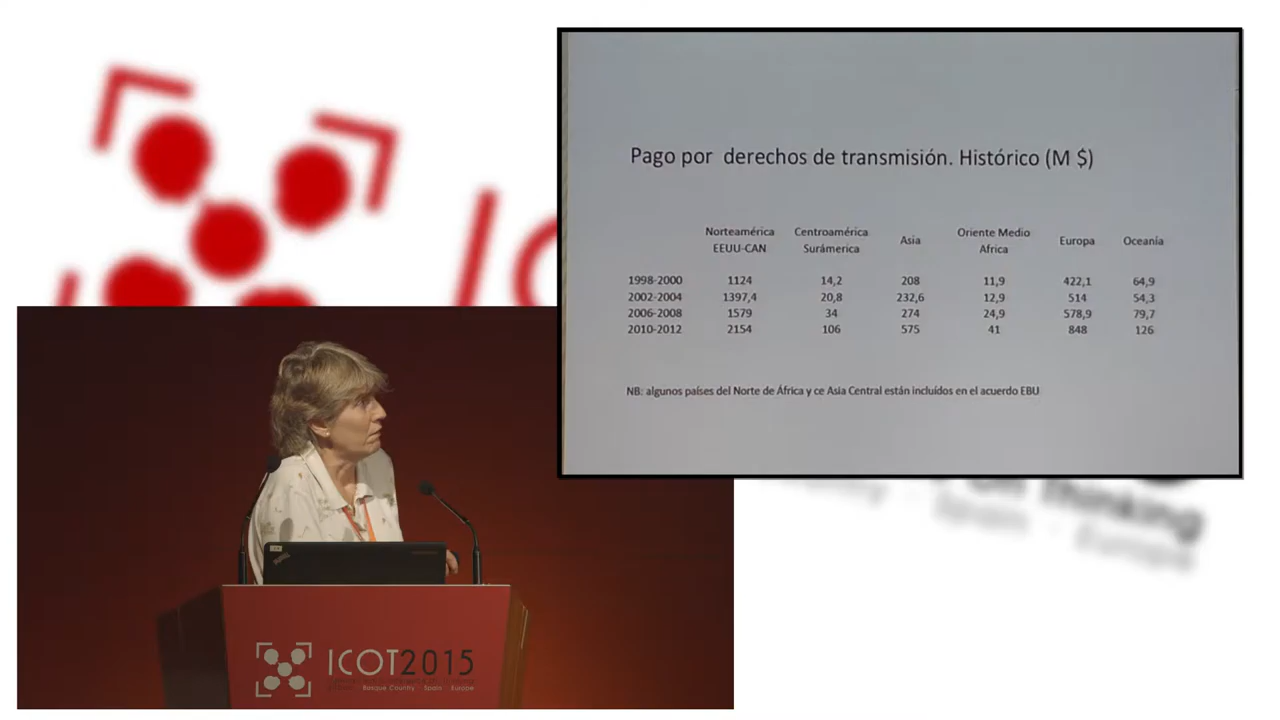 Pago por derechos de transmisión. Histórico (M $)
Norteamérica EEUU-CAN Centroamérica Surámerica Asia Oriente Medio Africa Europa Oceanía
1998-2000 1124 14,2 208 11,9 422,1 64,9
2002-2004 1397,4 20,8 232,6 12,9 514 54,3
2006-2008 1579 34 274 24,9 578,9 79,7
2010-2012 2154 106 575 41 848 126
NB: algunos países del Norte de África y ce Asia Central están incluídos en el acuerdo EBU
Thinking
Spain · Europe
ICOT2015
Basque Country · Spain · Europe